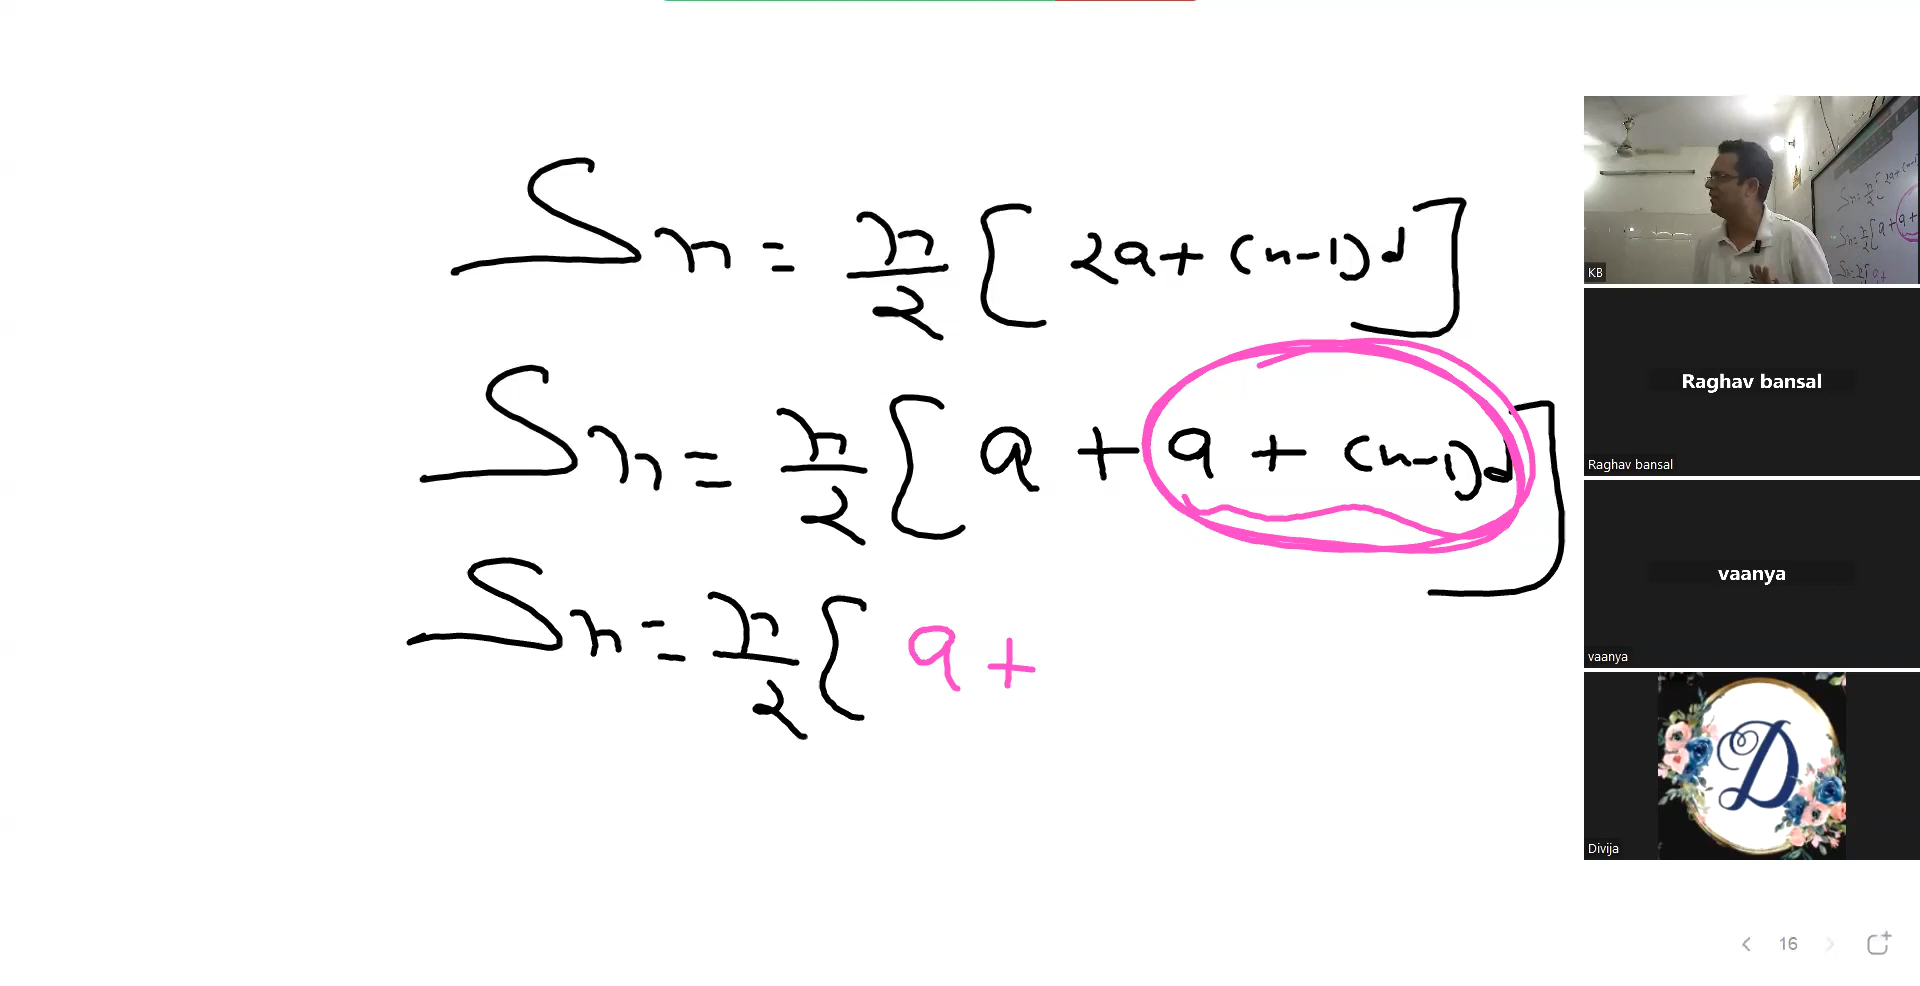 Sn = n/2 [ 2a + (n-1)d ]
Sn = n/2 [ a + a + (n-1)d ]
Sn = n/2 [ a +
KB
Raghav bansal
Raghav bansal
vaanya
vaanya
D
Divija
16